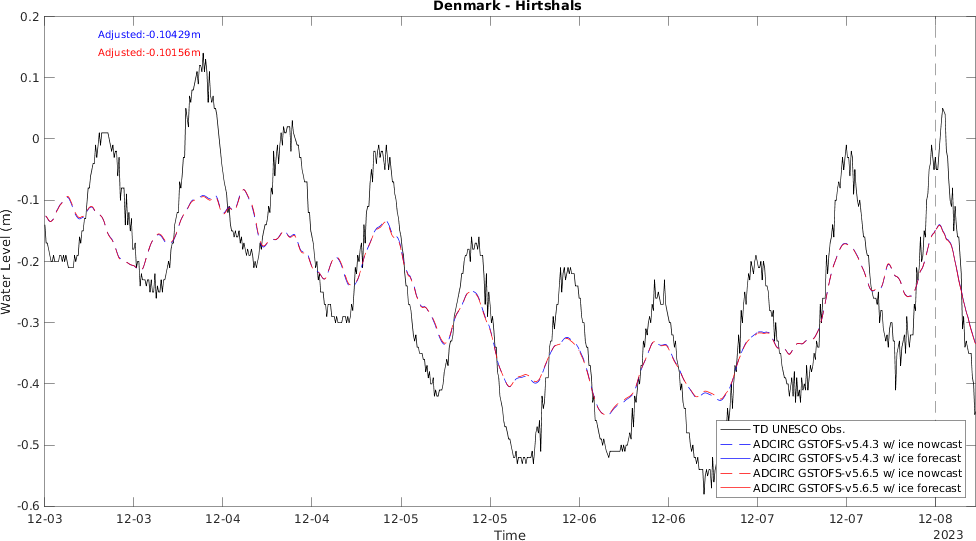 Denmark - Hirtshals
Adjusted:-0.10429m
Adjusted:-0.10156m
0.2
0.1
0
-0.1
-0.2
-0.3
-0.4
-0.5
-0.6
Water Level (m)
TD UNESCO Obs.
ADCIRC GSTOFS-v5.4.3 w/ ice nowcast
ADCIRC GSTOFS-v5.4.3 w/ ice forecast
ADCIRC GSTOFS-v5.6.5 w/ ice nowcast
ADCIRC GSTOFS-v5.6.5 w/ ice forecast
12-03 12-03 12-04 12-04 12-05 12-05 12-06 12-06 12-07 12-07 12-08
Time 2023